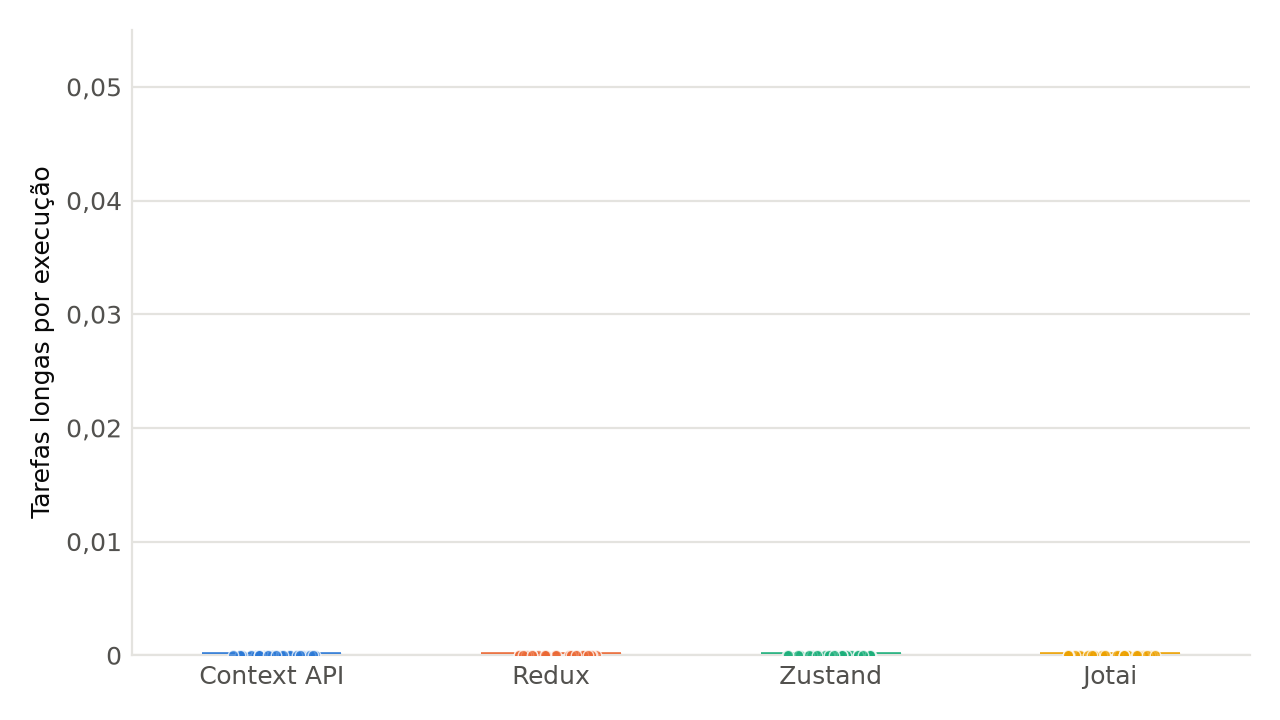 Tarefas longas por execução
0,05
0,04
0,03
0,02
0,01
0
Context API
Redux
Zustand
Jotai